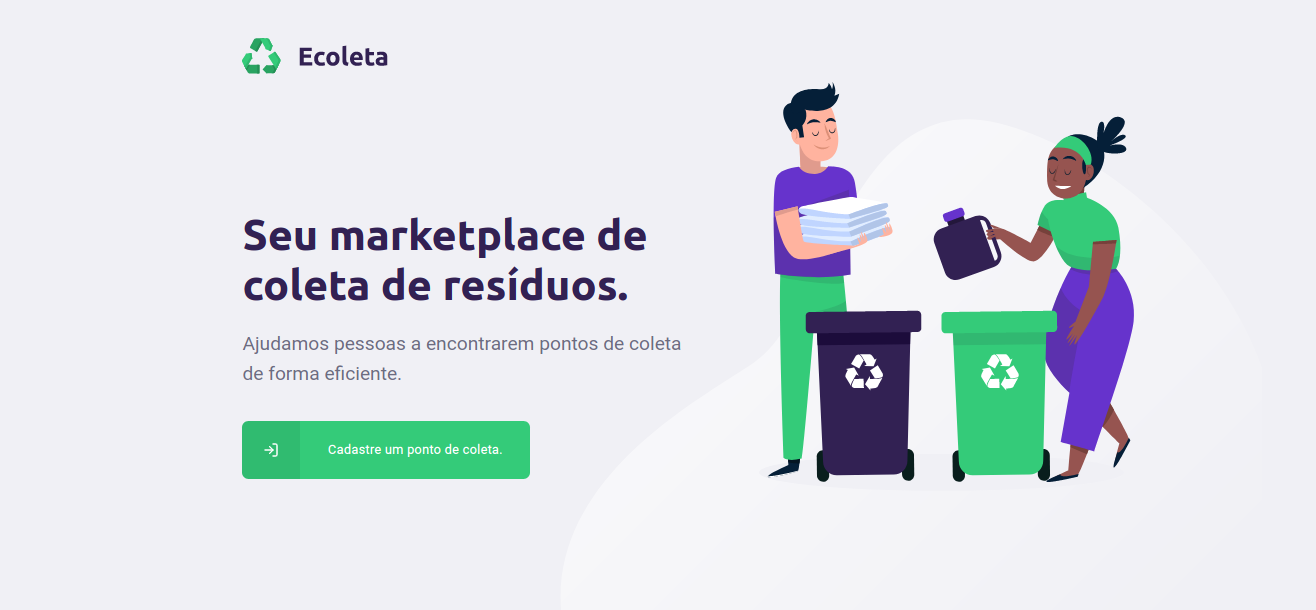 Ecoleta
Seu marketplace de
coleta de resíduos.
Ajudamos pessoas a encontrarem pontos de coleta
de forma eficiente.
Cadastre um ponto de coleta.